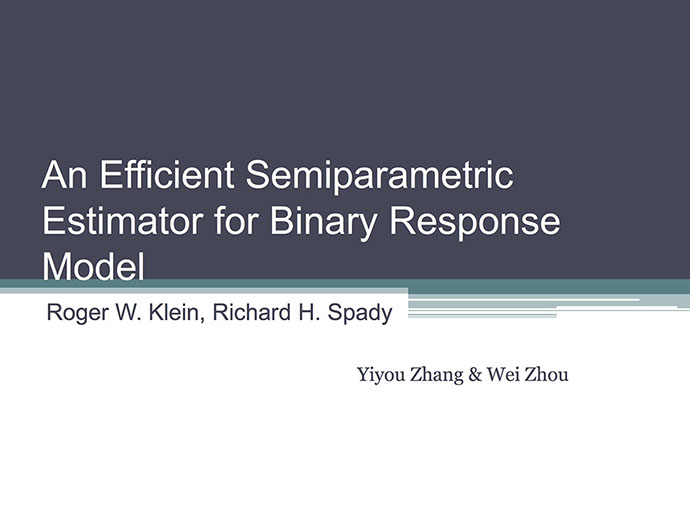 An Efficient Semiparametric
Estimator for Binary Response
Model
Roger W. Klein, Richard H. Spady
Yiyou Zhang & Wei Zhou